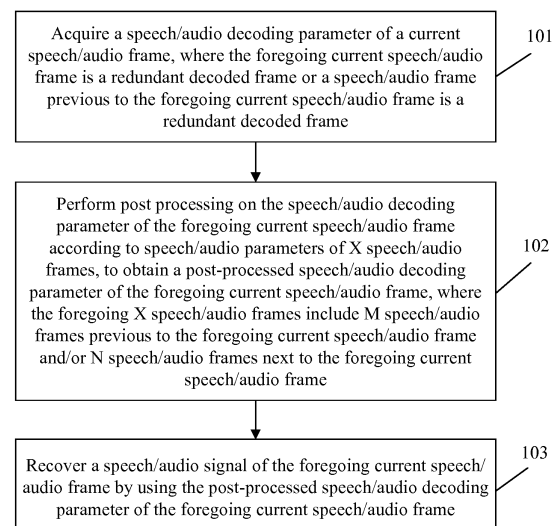 Acquire a speech/audio decoding parameter of a current
speech/audio frame, where the foregoing current speech/audio
frame is a redundant decoded frame or a speech/audio frame
previous to the foregoing current speech/audio frame is a
redundant decoded frame
101
Perform post processing on the speech/audio decoding
parameter of the foregoing current speech/audio frame
according to speech/audio parameters of X speech/audio
frames, to obtain a post-processed speech/audio decoding
parameter of the foregoing current speech/audio frame, where
the foregoing X speech/audio frames include M speech/audio
frames previous to the foregoing current speech/audio frame
and/or N speech/audio frames next to the foregoing current
speech/audio frame
102
Recover a speech/audio signal of the foregoing current speech/
audio frame by using the post-processed speech/audio decoding
parameter of the foregoing current speech/audio frame
103